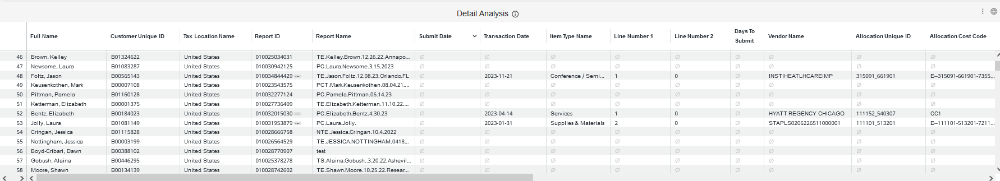 Detail Analysis
Full Name Customer Unique ID Tax Location Name Report ID Report Name Submit Date Transaction Date Item Type Name Line Number 1 Line Number 2 Days To Submit Vendor Name Allocation Unique ID Allocation Cost Code
46 Brown, Kelley B01324622 United States 010025034031 TE.Kelley.Brown.12.26.22.Annapo... ∅ ∅ ∅ ∅ ∅ ∅ ∅ ∅ ∅
47 Newsome, Laura B01083287 United States 010030942125 PC.Laura.Newsome.3.15.2023 ∅ ∅ ∅ ∅ ∅ ∅ ∅ ∅ ∅
48 Foltz, Jason B00565143 United States 010034844429 ... TE.Jason.Foltz.12.08.23.Orlando.FL ∅ 2023-11-21 Conference / Semi... 1 0 ∅ INSTIHEATLHCAREIMP 315091_661901 E--315091-661901-7355...
49 Keusenkothen, Mark B00007108 United States 010023543575 PCT.Mark.Keusenkothen.08.04.21.... ∅ ∅ ∅ ∅ ∅ ∅ ∅ ∅ ∅
50 Pittman, Pamela B01160128 United States 010032277124 PC.Pamela.Pittman.06.14.23 ∅ ∅ ∅ ∅ ∅ ∅ ∅ ∅ ∅
51 Ketterman, Elizabeth B00001375 United States 010027736409 TE.Elizabeth.Ketterman.11.10.22.... ∅ ∅ ∅ ∅ ∅ ∅ ∅ ∅ ∅
52 Bentz, Elizabeth B00184023 United States 010032015030 ... PC.Elizabeth.Bentz.4.30.23 ∅ 2023-04-14 Services 1 0 ∅ HYATT REGENCY CHICAGO 111152_540307 CC1
53 Jolly, Laura B01081149 United States 010031953879 ... PC.Laura.Jolly. ∅ 2023-01-31 Supplies & Materials 2 0 ∅ STAPLS0206226511000001 111101_513201 E--111101-513201-7211...
54 Cringan, Jessica B01115828 United States 010028666758 NTE.Jessica.Cringan.10.4.2022 ∅ ∅ ∅ ∅ ∅ ∅ ∅ ∅ ∅
55 Nottingham, Jessica B00003199 United States 010026564529 TE.JESSICA.NOTTINGHAM.0418... ∅ ∅ ∅ ∅ ∅ ∅ ∅ ∅ ∅
56 Boyd-Cribari, Dawn B00388102 United States 010028770907 test ∅ ∅ ∅ ∅ ∅ ∅ ∅ ∅ ∅
57 Gobush, Alaina B00446295 United States 010025378278 TS.Alaina.Gobush..3.20.22.Ashevil... ∅ ∅ ∅ ∅ ∅ ∅ ∅ ∅ ∅
58 Moore, Shawn B00134139 United States 010028742602 TE.Shawn.Moore.10.25.22.Resear... ∅ ∅ ∅ ∅ ∅ ∅ ∅ ∅ ∅